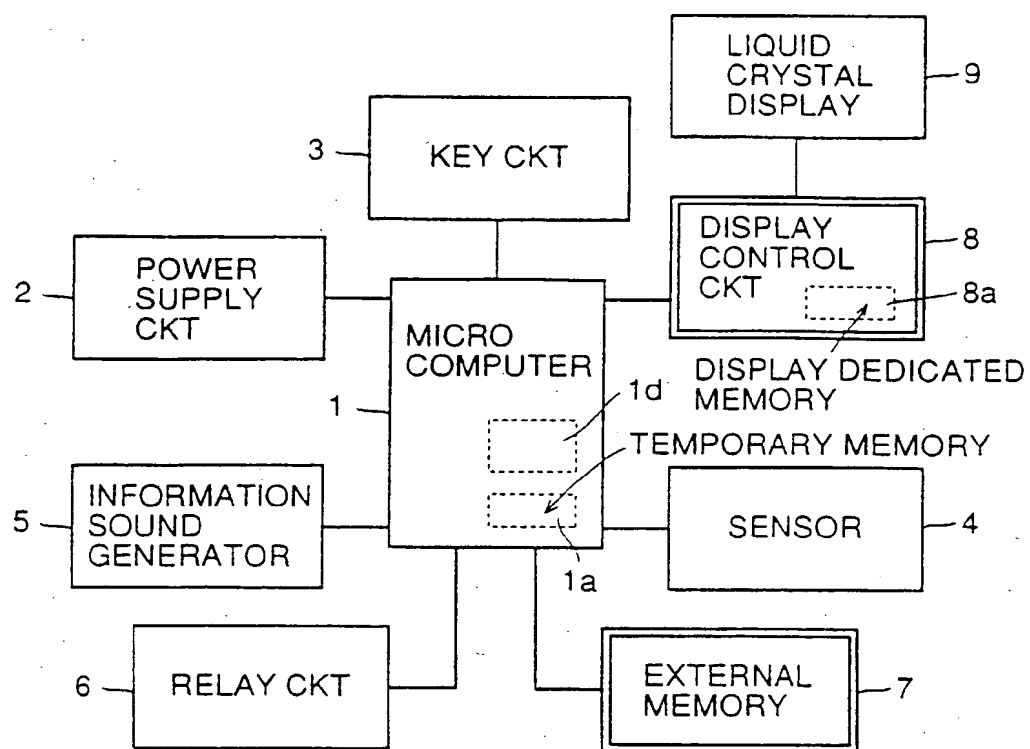 LIQUID
CRYSTAL
DISPLAY
9
3
KEY CKT
DISPLAY
CONTROL
CKT
8
8a
DISPLAY DEDICATED
MEMORY
2
POWER
SUPPLY
CKT
MICRO
COMPUTER
1
1d
TEMPORARY MEMORY
1a
5
INFORMATION
SOUND
GENERATOR
SENSOR
4
6
RELAY CKT
EXTERNAL
MEMORY
7